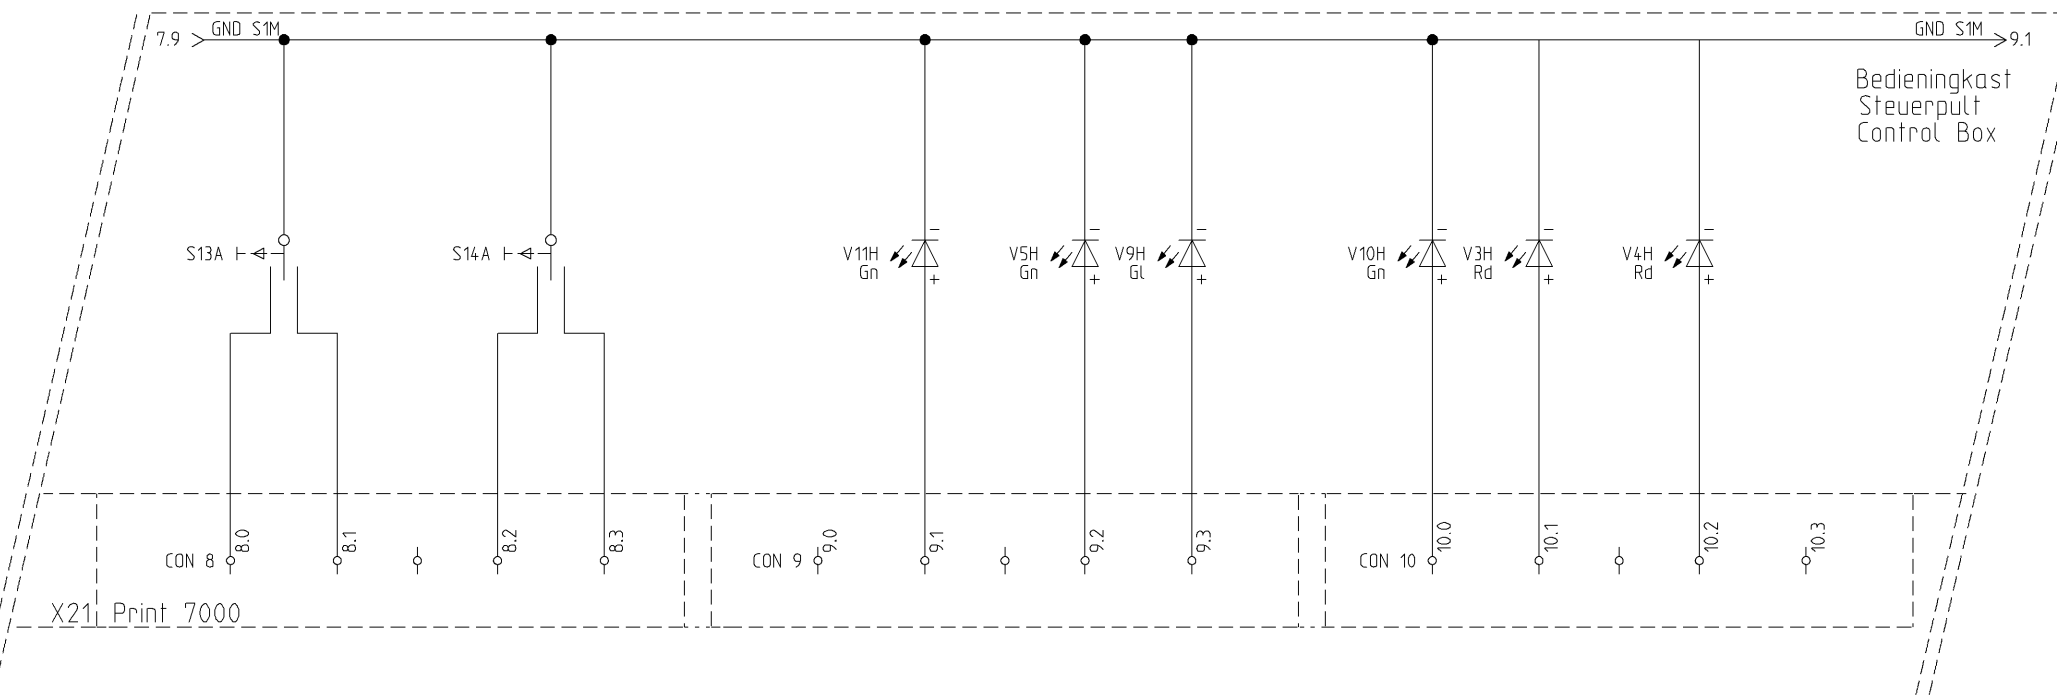 7.9 GND S1M GND S1M 9.1
Bedieningkast
Steuerpult
Control Box
S13A S14A V11H V5H V9H V10H V3H V4H
Gn Gn Gl Gn Rd Rd
- - - - - -
+ + + + + +
8.0 8.1 8.2 8.3 9.0 9.1 9.2 9.3 10.0 10.1 10.2 10.3
CON 8 CON 9 CON 10
X21 Print 7000